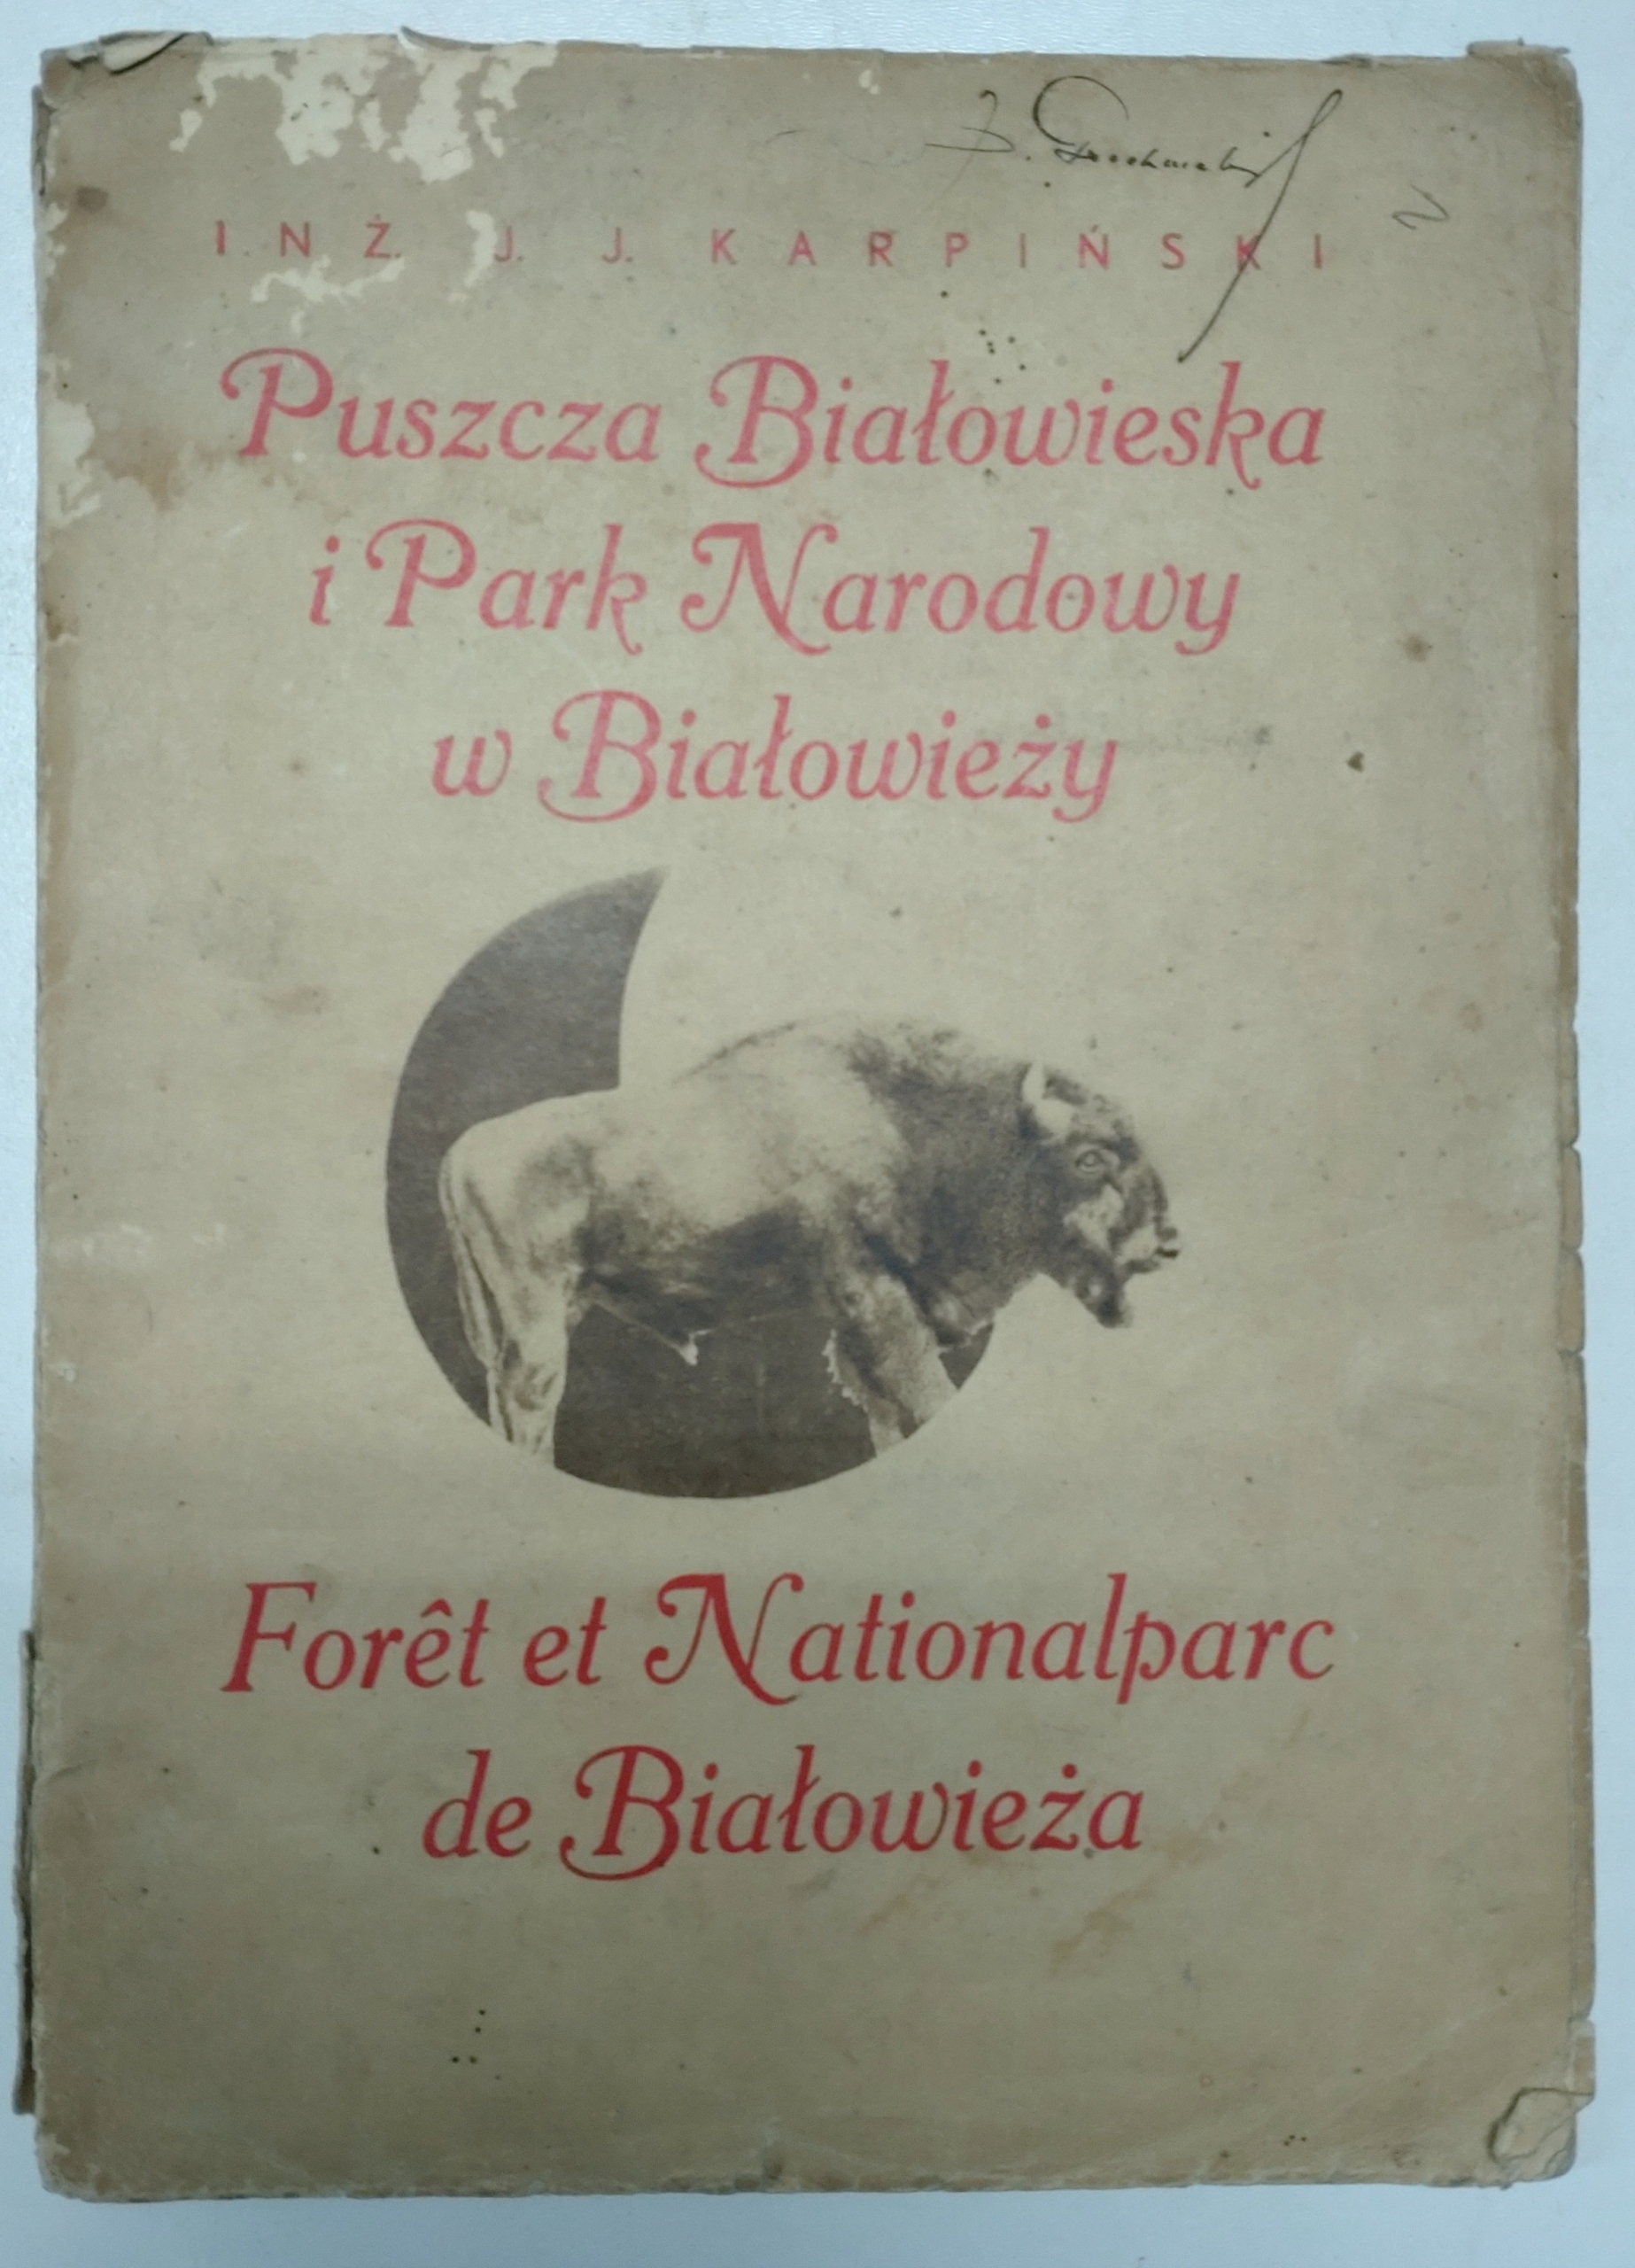 INŻ. J. J. KARPIŃSKI
Puszcza Białowieska
i Park Narodowy
w Białowieży
Forêt et Nationalparc
de Białowieża